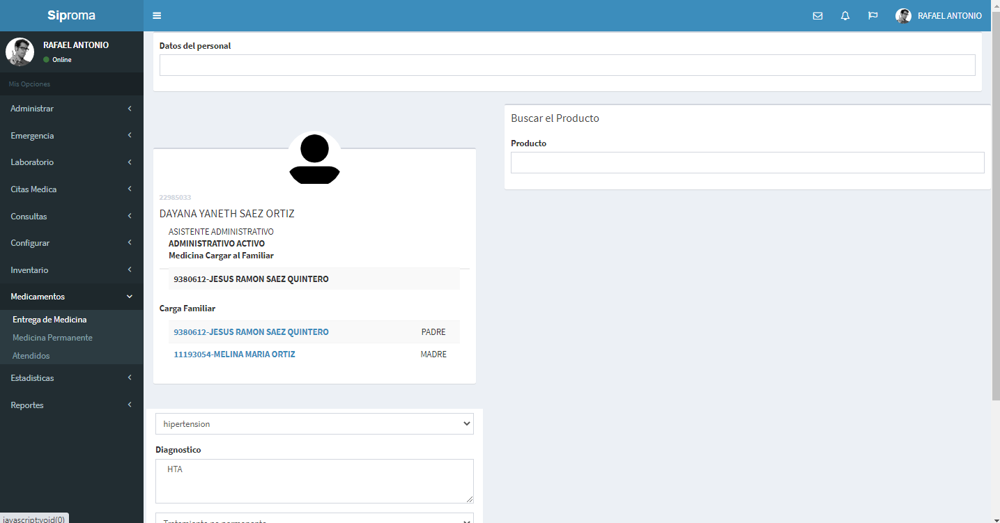 Siproma
RAFAEL ANTONIO
RAFAEL ANTONIO
Online
Mis Opciones
Administrar
Emergencia
Laboratorio
Citas Medica
Consultas
Configurar
Inventario
Medicamentos
Entrega de Medicina
Medicina Permanente
Atendidos
Estadisticas
Reportes
javascript:void(0)
Datos del personal
22985033
DAYANA YANETH SAEZ ORTIZ
ASISTENTE ADMINISTRATIVO
ADMINISTRATIVO ACTIVO
Medicina Cargar al Familiar
9380612-JESUS RAMON SAEZ QUINTERO
Carga Familiar
9380612-JESUS RAMON SAEZ QUINTERO PADRE
11193054-MELINA MARIA ORTIZ MADRE
hipertension
Diagnostico
HTA
Tratamiento no permanente
Buscar el Producto
Producto